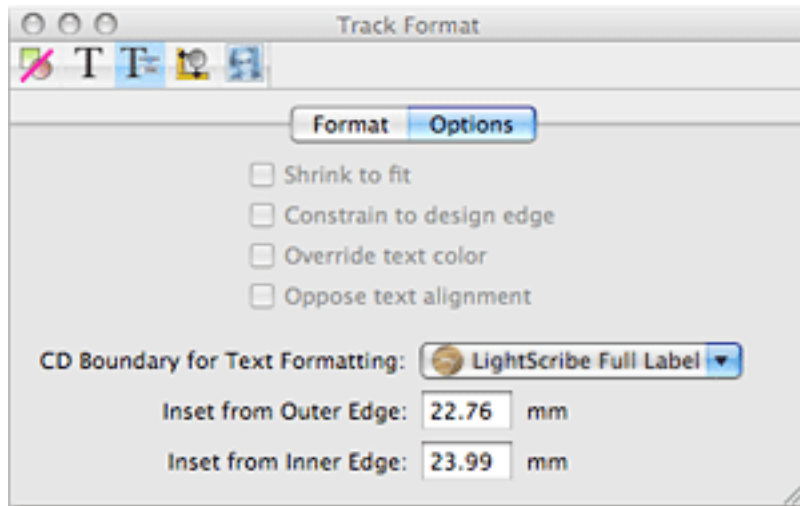 Track Format
T T
Format Options
Shrink to fit
Constrain to design edge
Override text color
Oppose text alignment
CD Boundary for Text Formatting: LightScribe Full Label
Inset from Outer Edge: 22.76 mm
Inset from Inner Edge: 23.99 mm